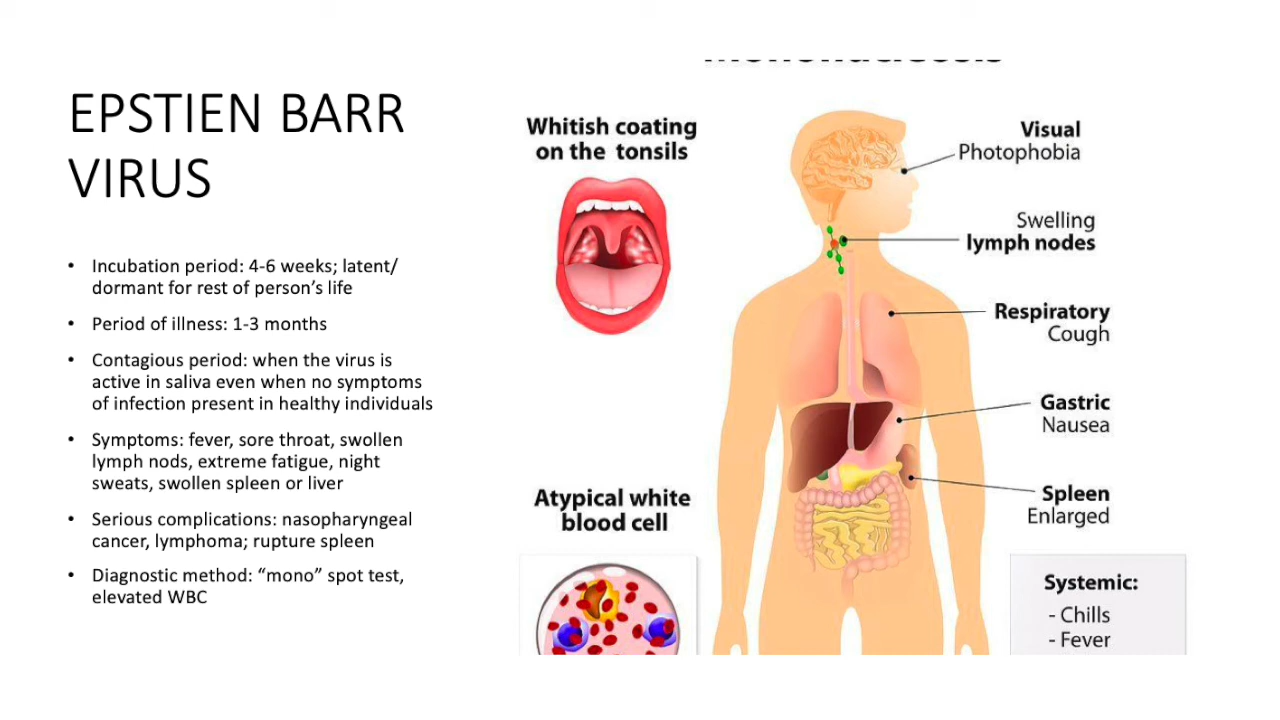 EPSTIEN BARR
VIRUS
• Incubation period: 4-6 weeks; latent/
dormant for rest of person's life
• Period of illness: 1-3 months
• Contagious period: when the virus is
active in saliva even when no symptoms
of infection present in healthy individuals
• Symptoms: fever, sore throat, swollen
lymph nods, extreme fatigue, night
sweats, swollen spleen or liver
• Serious complications: nasopharyngeal
cancer, lymphoma; rupture spleen
• Diagnostic method: “mono” spot test,
elevated WBC
Whitish coating
on the tonsils
Atypical white
blood cell
Visual
Photophobia
Swelling
lymph nodes
Respiratory
Cough
Gastric
Nausea
Spleen
Enlarged
Systemic:
- Chills
- Fever